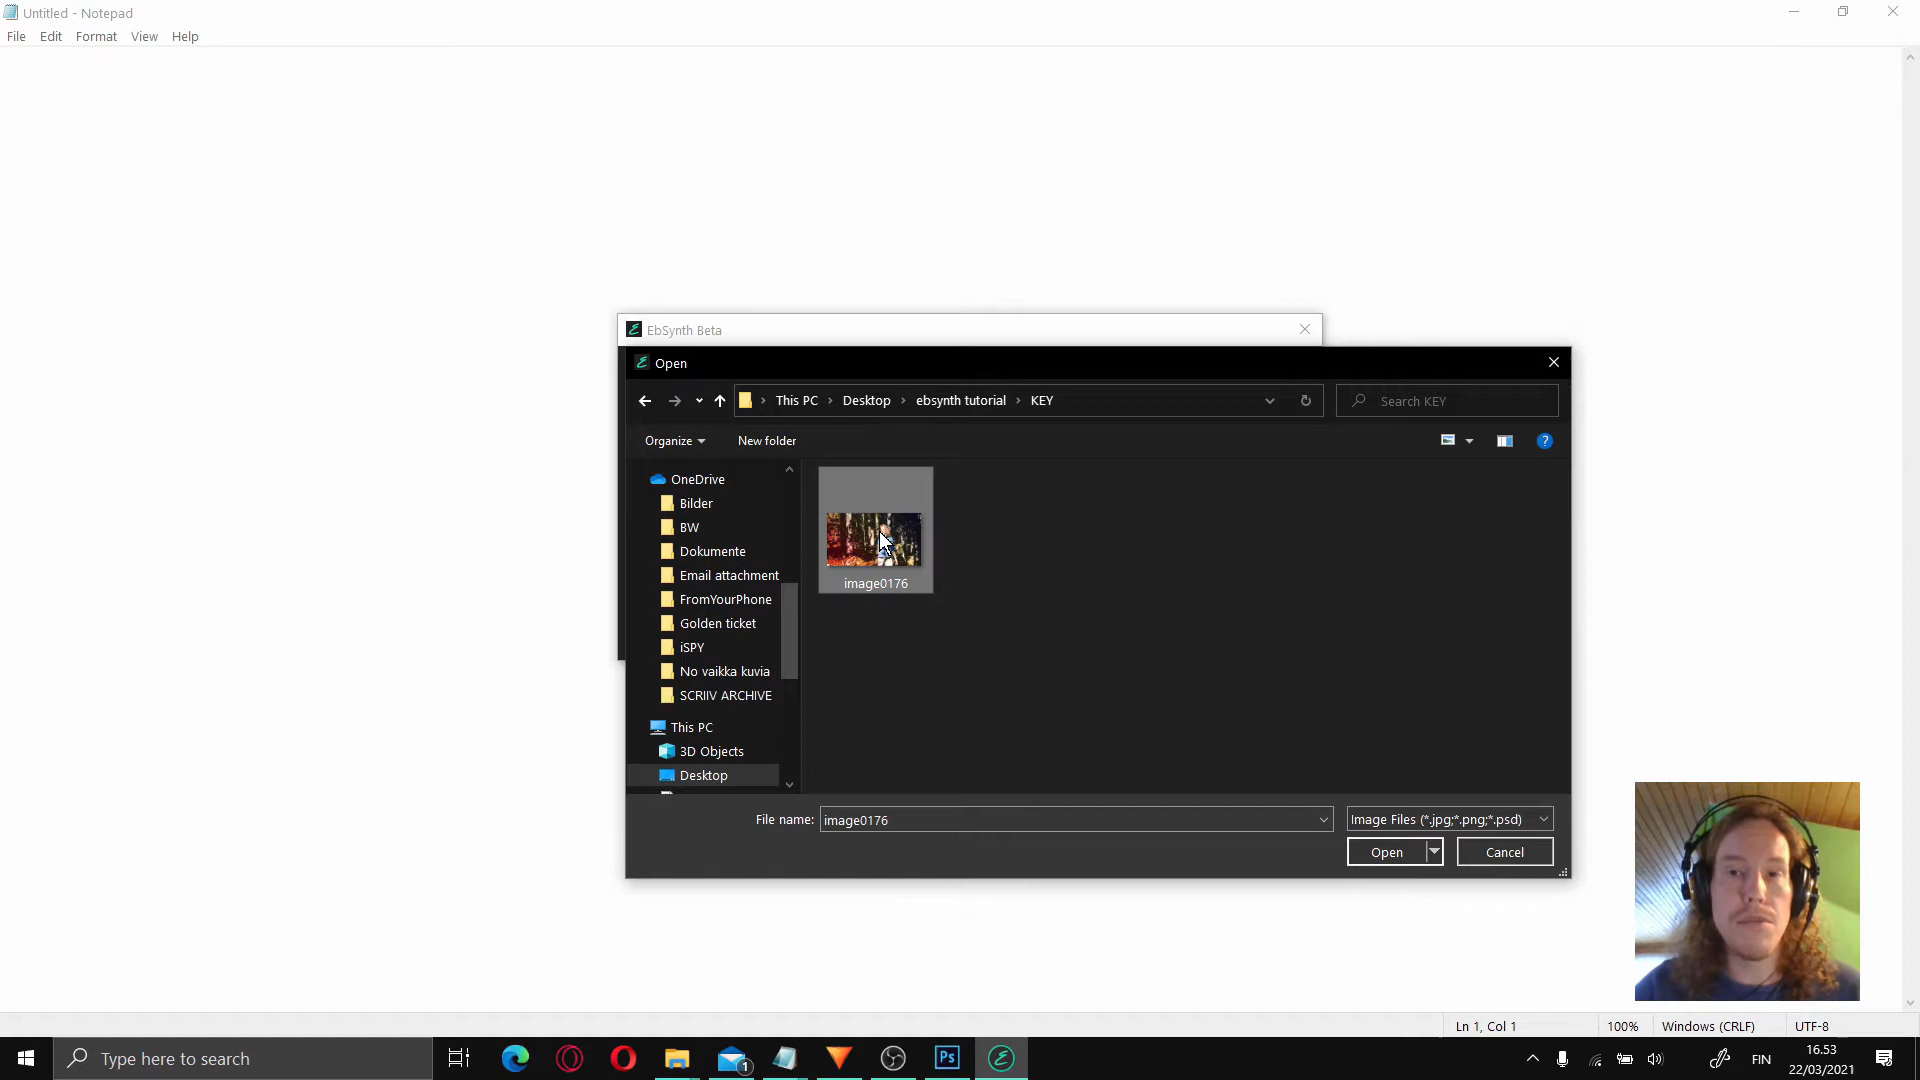 Untitled - Notepad
File Edit Format View Help
EbSynth Beta
Open
This PC Desktop ebsynth tutorial KEY
Search KEY
Organize New folder
OneDrive
Bilder
BW
Dokumente
Email attachment
FromYourPhone
Golden ticket
iSPY
No vaikka kuvia
SCRIIV ARCHIVE
This PC
3D Objects
Desktop
image0176
File name: image0176
Image Files (*.jpg;*.png;*.psd)
Open Cancel
Ln 1, Col 1 100% Windows (CRLF) UTF-8
Type here to search
1
Ps
FIN
16.53
22/03/2021